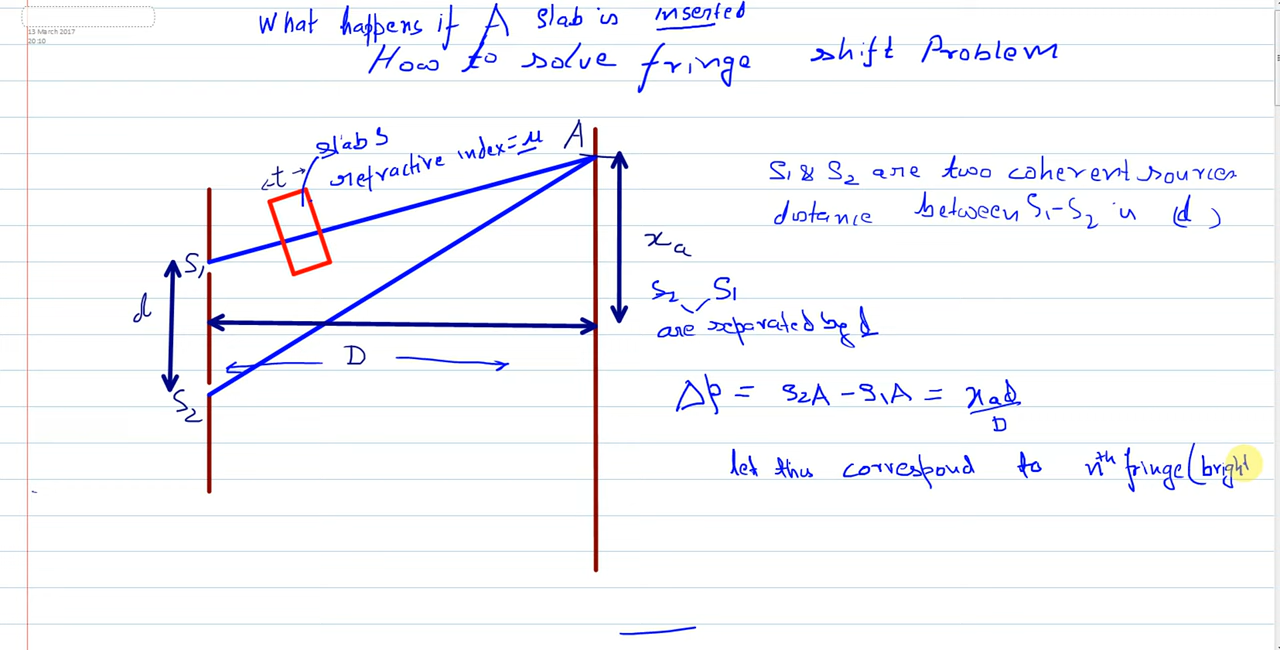 What happens if A slab is inserted
How to solve fringe shift Problem
13 March 2017
20:10
slab S
refractive index = μ
t
A
S1 & S2 are two coherent sources
distance between S1-S2 is (d)
xa
S1
d
S2 S1
are separated by d
D
S2
Δp = S2A - S1A = xad/D
let this correspond to nth fringe (bright